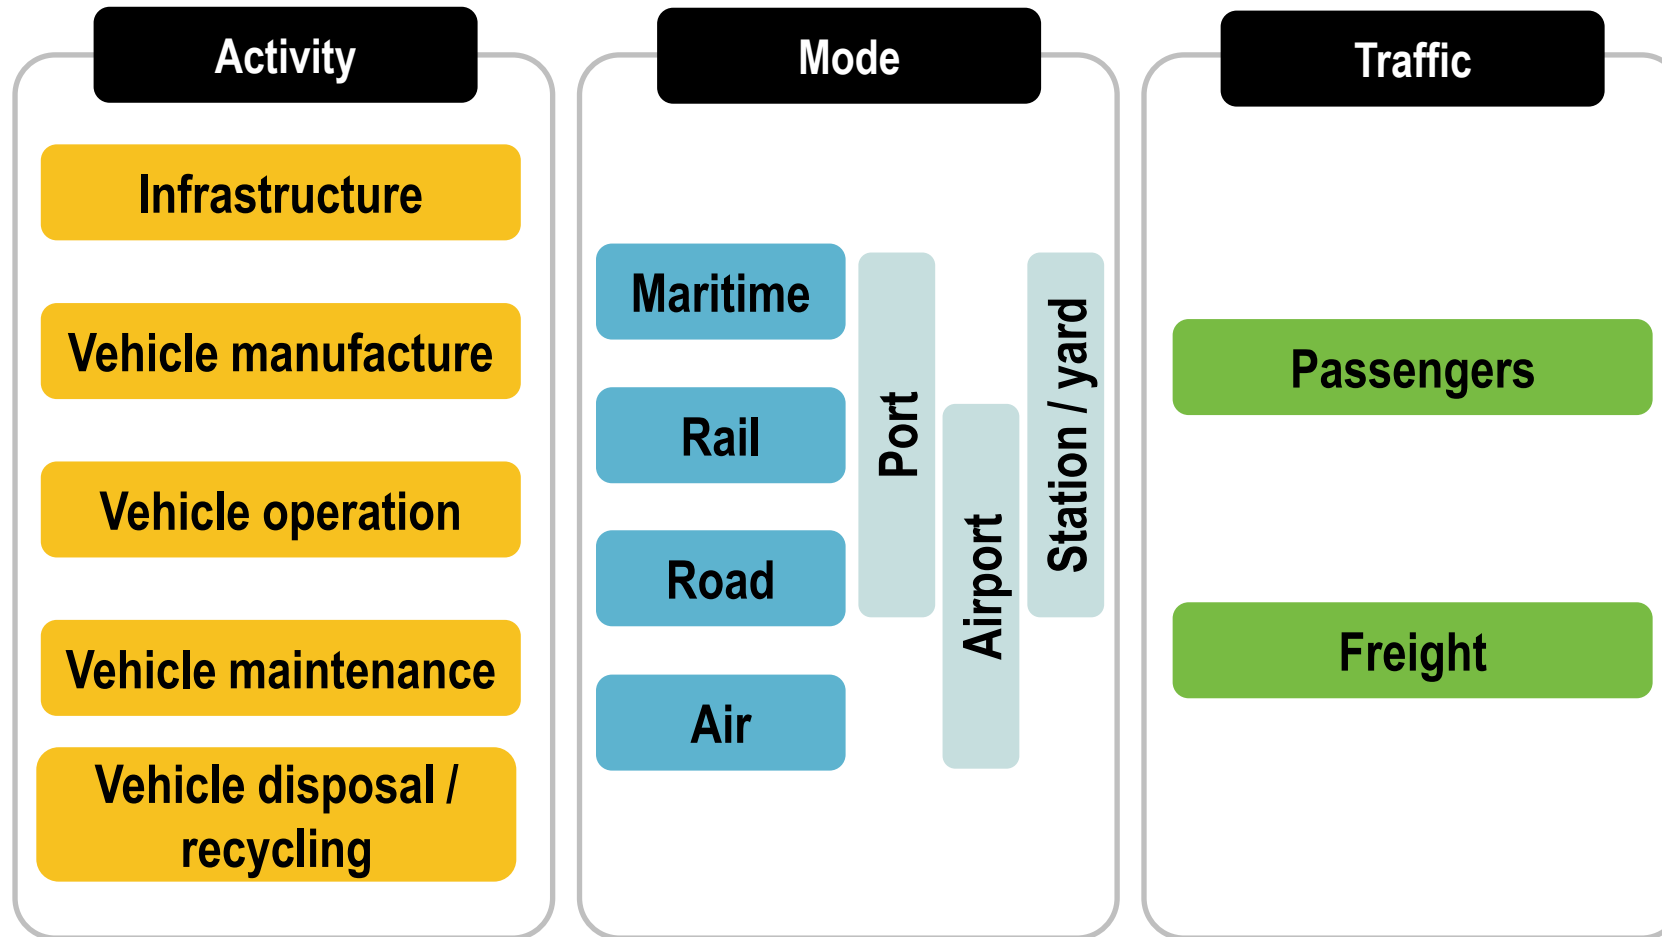 Activity
Infrastructure
Vehicle manufacture
Vehicle operation
Vehicle maintenance
Vehicle disposal /
recycling
Mode
Maritime
Rail
Road
Air
Port
Airport
Station / yard
Traffic
Passengers
Freight